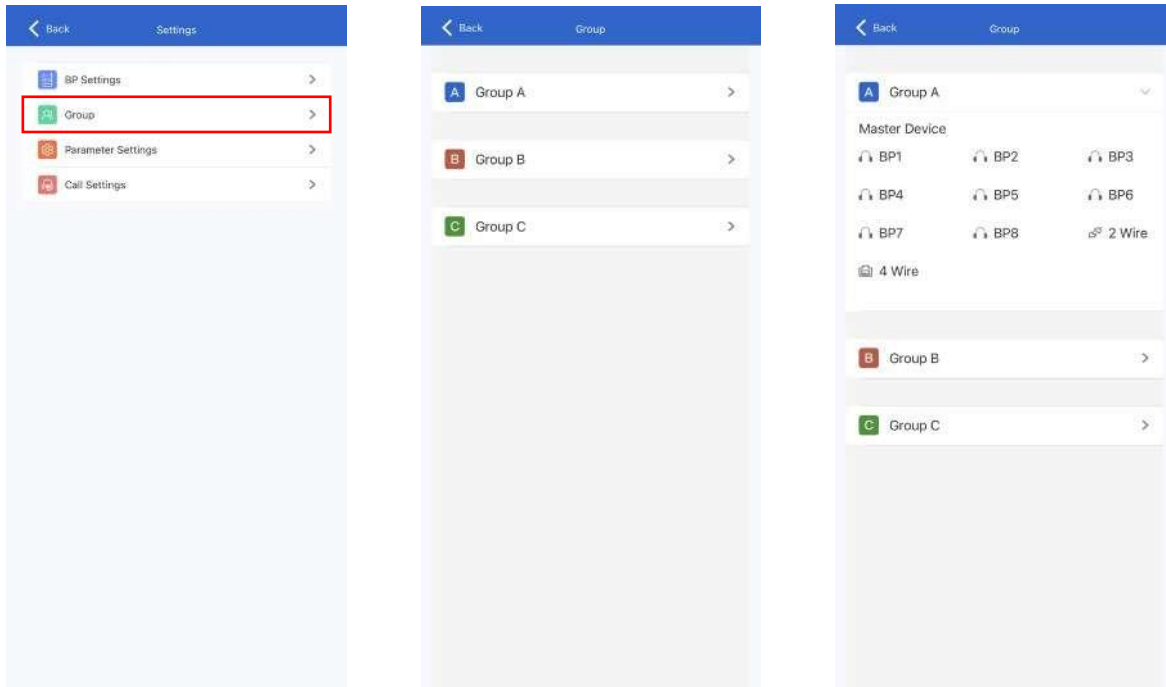 Back Settings
BP Settings
Group
Parameter Settings
Call Settings
Back Group
A Group A
B Group B
C Group C
Back Group
A Group A
Master Device
BP1 BP2 BP3
BP4 BP5 BP6
BP7 BP8 2 Wire
4 Wire
B Group B
C Group C